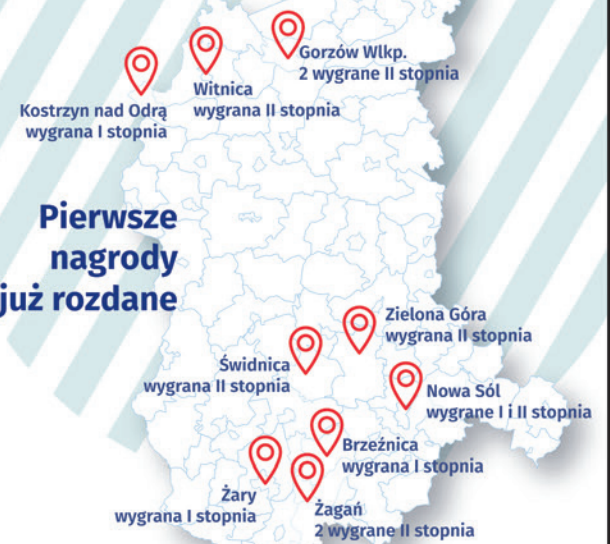 Gorzów Wlkp.
2 wygrane II stopnia
Witnica
wygrana II stopnia
Kostrzyn nad Odrą
wygrana I stopnia
Pierwsze
nagrody
już rozdane
Zielona Góra
wygrana II stopnia
Świdnica
wygrana II stopnia
Nowa Sól
wygrane I i II stopnia
Brzeźnica
wygrana I stopnia
Żary
wygrana I stopnia
Żagań
2 wygrane II stopnia